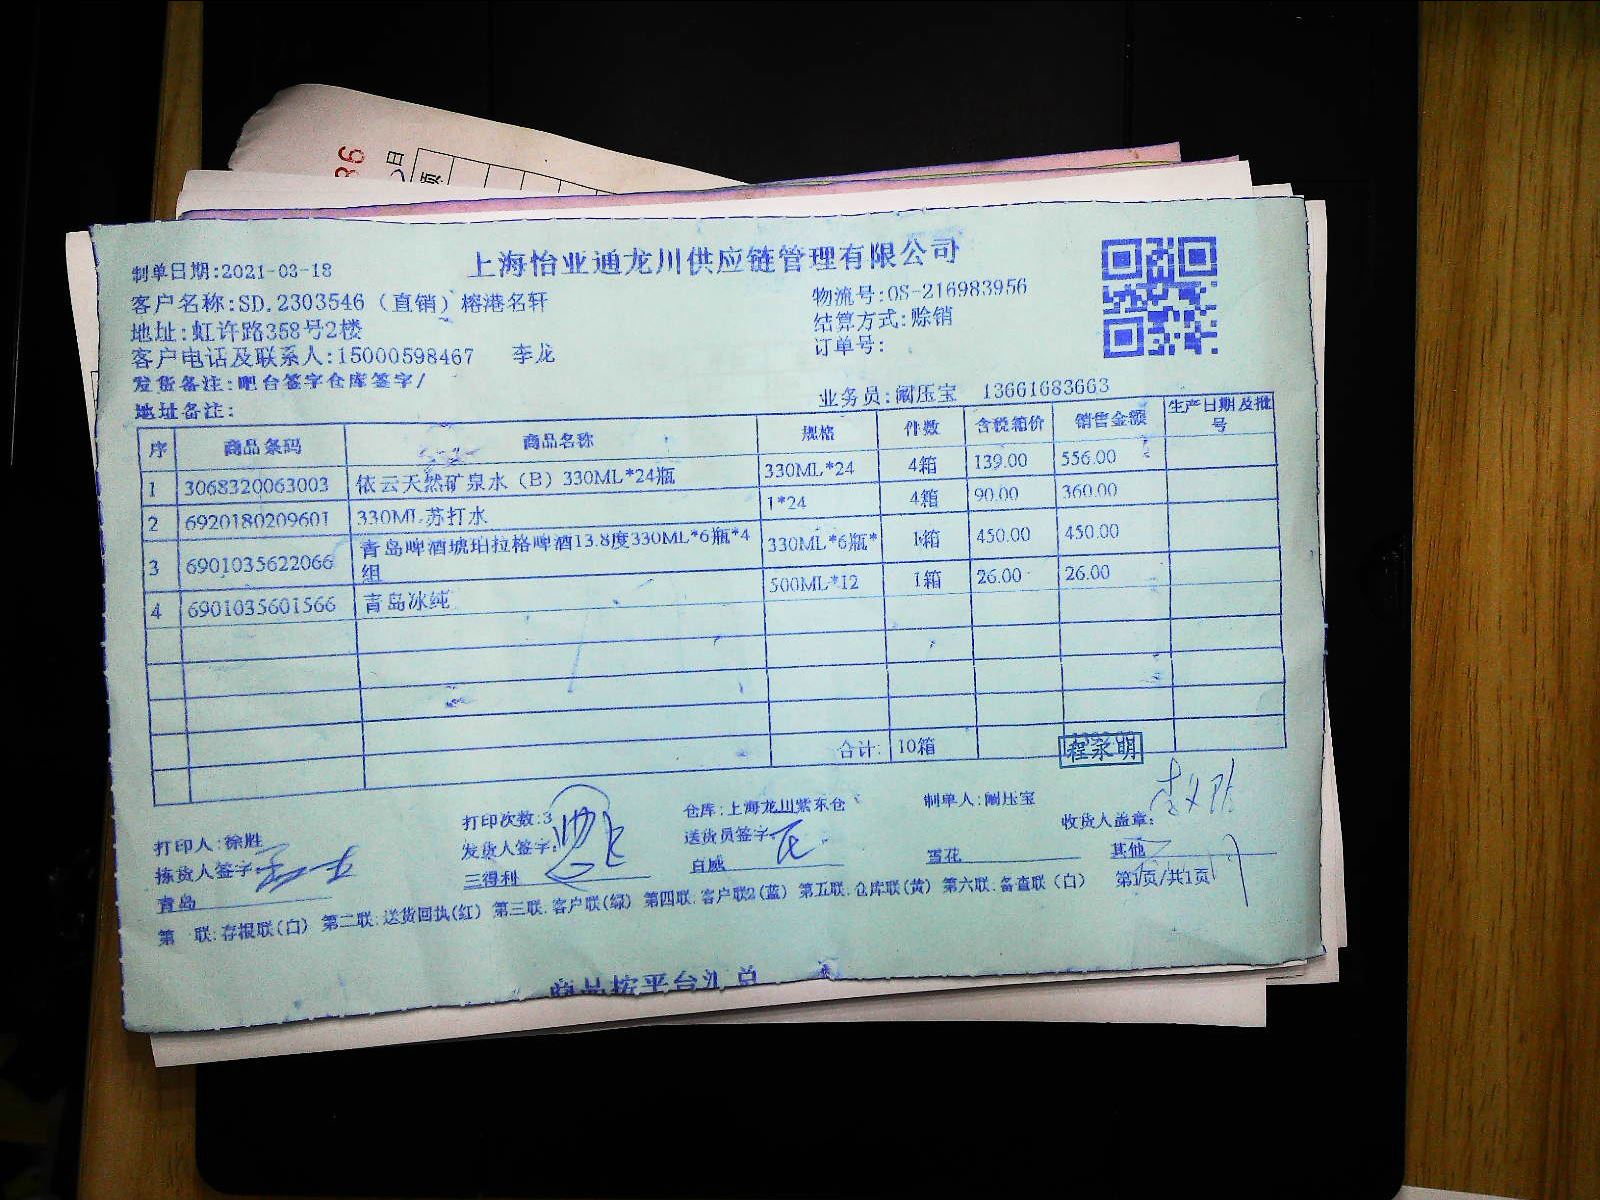 86
日
额
上海怡亚通龙川供应链管理有限公司
制单日期:2021-03-18
客户名称:SD.2303546（直销）榕港名轩
物流号:OS-216983956
地址:虹许路358号2楼
结算方式:赊销
客户电话及联系人:15000598467 李龙
订单号:
发货备注:吧台签字仓库签字/
地址备注:
业务员:阚压宝 13661683663
序 商品条码 商品名称 规格 件数 含税箱价 销售金额 生产日期及批号
1 3068320063003 依云天然矿泉水（B）330ML*24瓶 330ML*24 4箱 139.00 556.00
2 6920180209601 330ML苏打水 1*24 4箱 90.00 360.00
3 6901035622066 青岛啤酒琥珀拉格啤酒13.8度330ML*6瓶*4组 330ML*6瓶* 1箱 450.00 450.00
4 6901035601566 青岛冰纯 500ML*12 1箱 26.00 26.00
合计: 10箱
程永明
打印人:徐胜 打印次数:3 仓库:上海龙川紫东仓 制单人:阚压宝 收货人盖章:
拣货人签字: 发货人签字: 送货员签字:
青岛 三得利 百威 雪花 其他
第 联:存根联(白) 第二联:送货回执(红) 第三联:客户联(绿) 第四联:客户联2(蓝) 第五联:仓库联(黄) 第六联:备查联(白) 第1页/共1页
商品按平台汇总